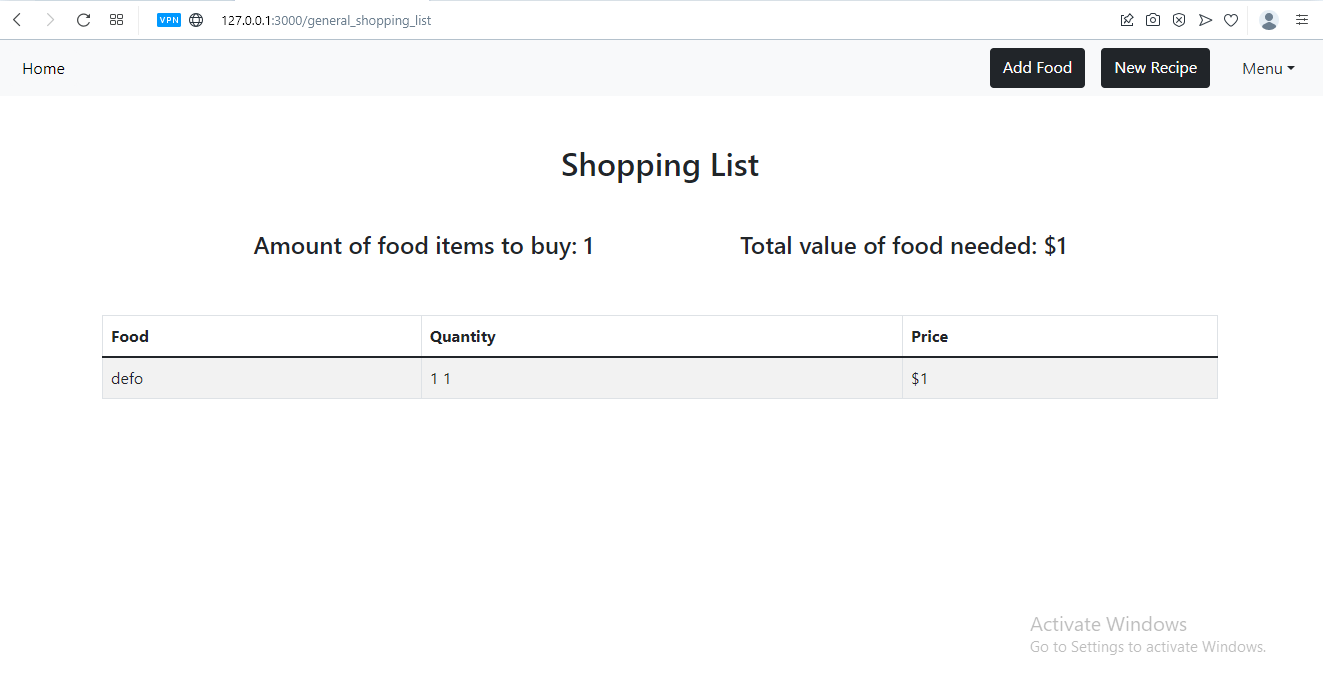 VPN 127.0.0.1:3000/general_shopping_list
Home Add Food New Recipe Menu
Shopping List
Amount of food items to buy: 1 Total value of food needed: $1
Food Quantity Price
defo 1 1 $1
Activate Windows
Go to Settings to activate Windows.